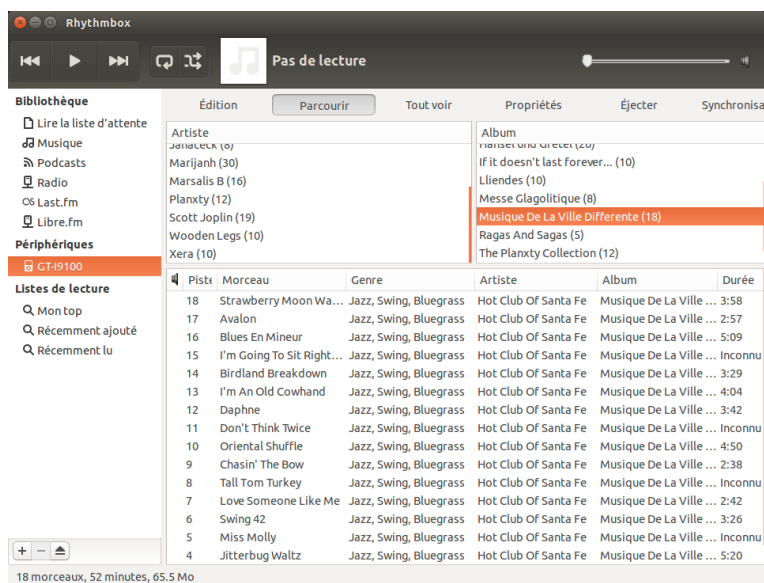 Rhythmbox
Pas de lecture
Bibliothèque
Lire la liste d'attente
Musique
Podcasts
Radio
Last.fm
Libre.fm
Périphériques
GT-I9100
Listes de lecture
Mon top
Récemment ajouté
Récemment lu
Édition Parcourir Tout voir Propriétés Éjecter Synchronisa
Artiste
Janaceck (8)
Marijanh (30)
Marsalis B (16)
Planxty (12)
Scott Joplin (19)
Wooden Legs (10)
Xera (10)
Album
Hansel und Gretel (20)
If it doesn't last forever... (10)
Lliendes (10)
Messe Glagolitique (8)
Musique De La Ville Differente (18)
Ragas And Sagas (5)
The Planxty Collection (12)
Piste Morceau Genre Artiste Album Durée
18 Strawberry Moon Wa... Jazz, Swing, Bluegrass Hot Club Of Santa Fe Musique De La Ville ... 3:58
17 Avalon Jazz, Swing, Bluegrass Hot Club Of Santa Fe Musique De La Ville ... 2:57
16 Blues En Mineur Jazz, Swing, Bluegrass Hot Club Of Santa Fe Musique De La Ville ... 5:09
15 I'm Going To Sit Right... Jazz, Swing, Bluegrass Hot Club Of Santa Fe Musique De La Ville ... Inconnu
14 Birdland Breakdown Jazz, Swing, Bluegrass Hot Club Of Santa Fe Musique De La Ville ... 3:29
13 I'm An Old Cowhand Jazz, Swing, Bluegrass Hot Club Of Santa Fe Musique De La Ville ... 4:04
12 Daphne Jazz, Swing, Bluegrass Hot Club Of Santa Fe Musique De La Ville ... 3:42
11 Don't Think Twice Jazz, Swing, Bluegrass Hot Club Of Santa Fe Musique De La Ville ... Inconnu
10 Oriental Shuffle Jazz, Swing, Bluegrass Hot Club Of Santa Fe Musique De La Ville ... 4:50
9 Chasin' The Bow Jazz, Swing, Bluegrass Hot Club Of Santa Fe Musique De La Ville ... 2:38
8 Tall Tom Turkey Jazz, Swing, Bluegrass Hot Club Of Santa Fe Musique De La Ville ... Inconnu
7 Love Someone Like Me Jazz, Swing, Bluegrass Hot Club Of Santa Fe Musique De La Ville ... 2:42
6 Swing 42 Jazz, Swing, Bluegrass Hot Club Of Santa Fe Musique De La Ville ... 3:26
5 Miss Molly Jazz, Swing, Bluegrass Hot Club Of Santa Fe Musique De La Ville ... Inconnu
4 Jitterbug Waltz Jazz, Swing, Bluegrass Hot Club Of Santa Fe Musique De La Ville ... 5:20
18 morceaux, 52 minutes, 65.5 Mo